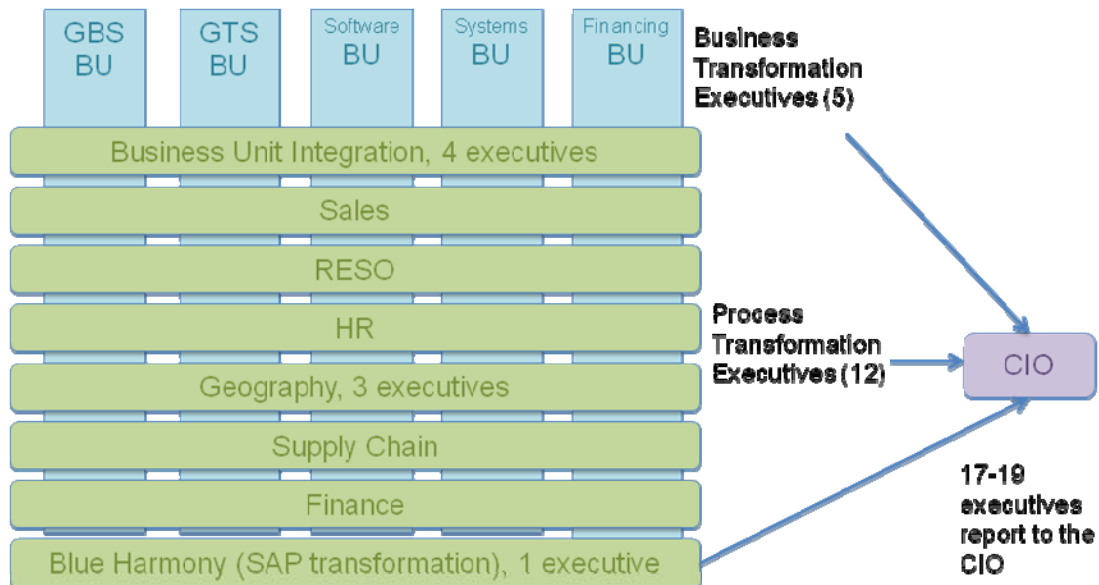 GBS
BU
GTS
BU
Software
BU
Systems
BU
Financing
BU
Business
Transformation
Executives (5)
Business Unit Integration, 4 executives
Sales
RESO
HR
Geography, 3 executives
Supply Chain
Finance
Blue Harmony (SAP transformation), 1 executive
Process
Transformation
Executives (12)
CIO
17-19
executives
report to the
CIO